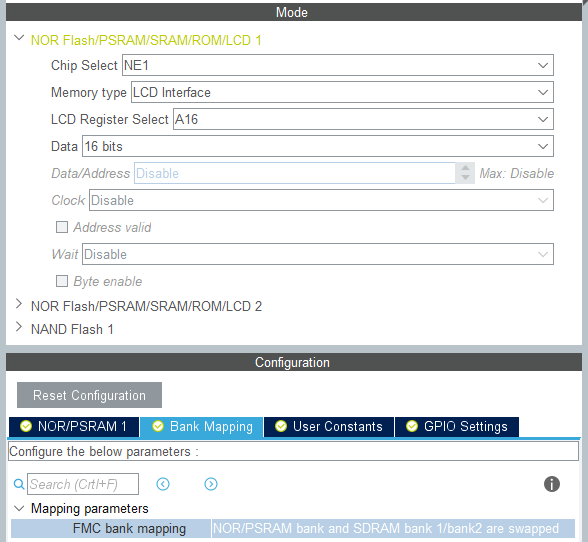 Mode
NOR Flash/PSRAM/SRAM/ROM/LCD 1
Chip Select NE1
Memory type LCD Interface
LCD Register Select A16
Data 16 bits
Data/Address Disable Max: Disable
Clock Disable
Address valid
Wait Disable
Byte enable
NOR Flash/PSRAM/SRAM/ROM/LCD 2
NAND Flash 1
Configuration
Reset Configuration
NOR/PSRAM 1 Bank Mapping User Constants GPIO Settings
Configure the below parameters :
Search (Crtl+F)
Mapping parameters
FMC bank mapping NOR/PSRAM bank and SDRAM bank 1/bank2 are swapped